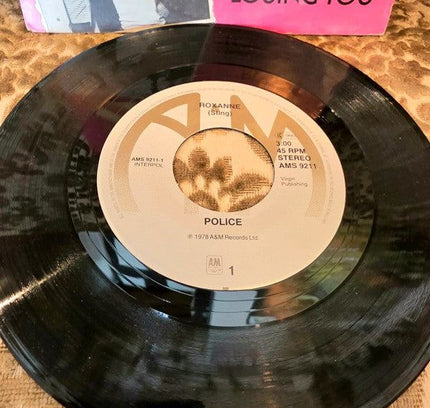 LOSING YOU
ROXANNE
(Sting)
AMS 9211-1
INTERPOL
3:00
45 RPM
STEREO
AMS 9211
Virgin
Publishing
POLICE
℗ 1978 A&M Records Ltd.
A&M
1